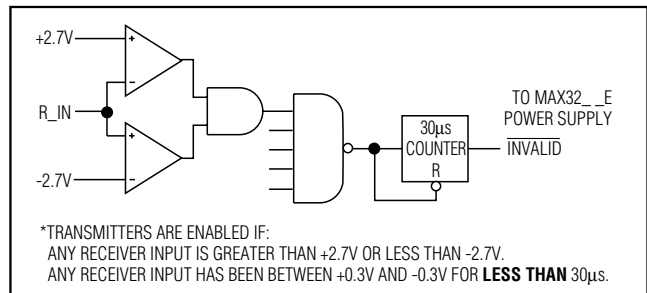 +2.7V
R_IN
-2.7V
30µs
COUNTER
R
TO MAX32_ _E
POWER SUPPLY
INVALID
*TRANSMITTERS ARE ENABLED IF:
ANY RECEIVER INPUT IS GREATER THAN +2.7V OR LESS THAN -2.7V.
ANY RECEIVER INPUT HAS BEEN BETWEEN +0.3V AND -0.3V FOR LESS THAN 30µs.